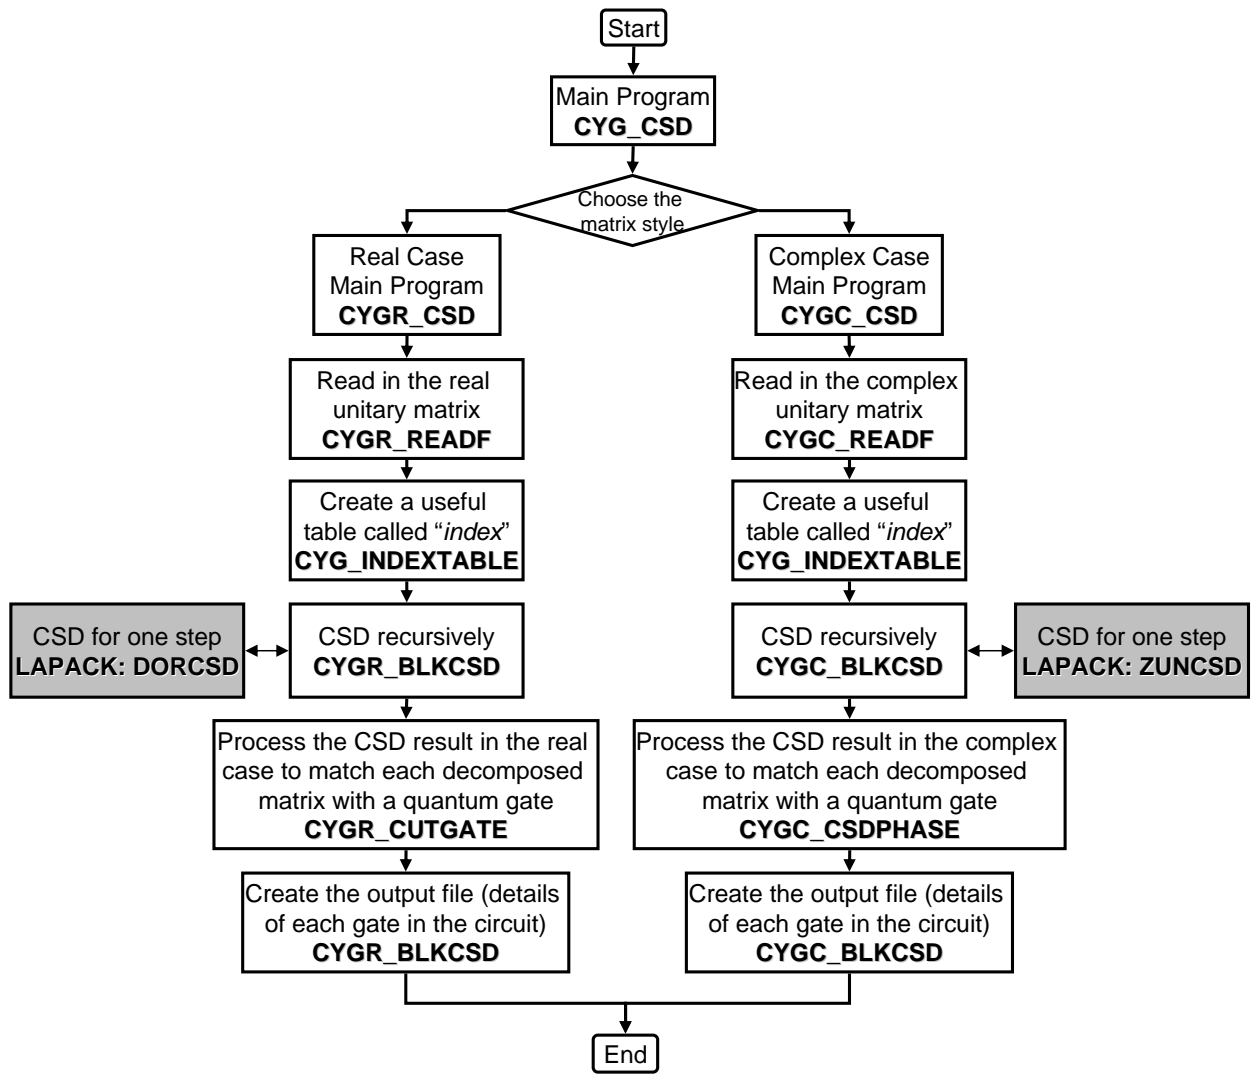 Start
Main Program
CYG_CSD
Choose the
matrix style
Real Case
Main Program
CYGR_CSD
Complex Case
Main Program
CYGC_CSD
Read in the real
unitary matrix
CYGR_READF
Read in the complex
unitary matrix
CYGC_READF
Create a useful
table called “index”
CYG_INDEXTABLE
Create a useful
table called “index”
CYG_INDEXTABLE
CSD for one step
LAPACK: DORCSD
CSD recursively
CYGR_BLKCSD
CSD recursively
CYGC_BLKCSD
CSD for one step
LAPACK: ZUNCSD
Process the CSD result in the real
case to match each decomposed
matrix with a quantum gate
CYGR_CUTGATE
Process the CSD result in the complex
case to match each decomposed
matrix with a quantum gate
CYGC_CSDPHASE
Create the output file (details
of each gate in the circuit)
CYGR_BLKCSD
Create the output file (details
of each gate in the circuit)
CYGC_BLKCSD
End